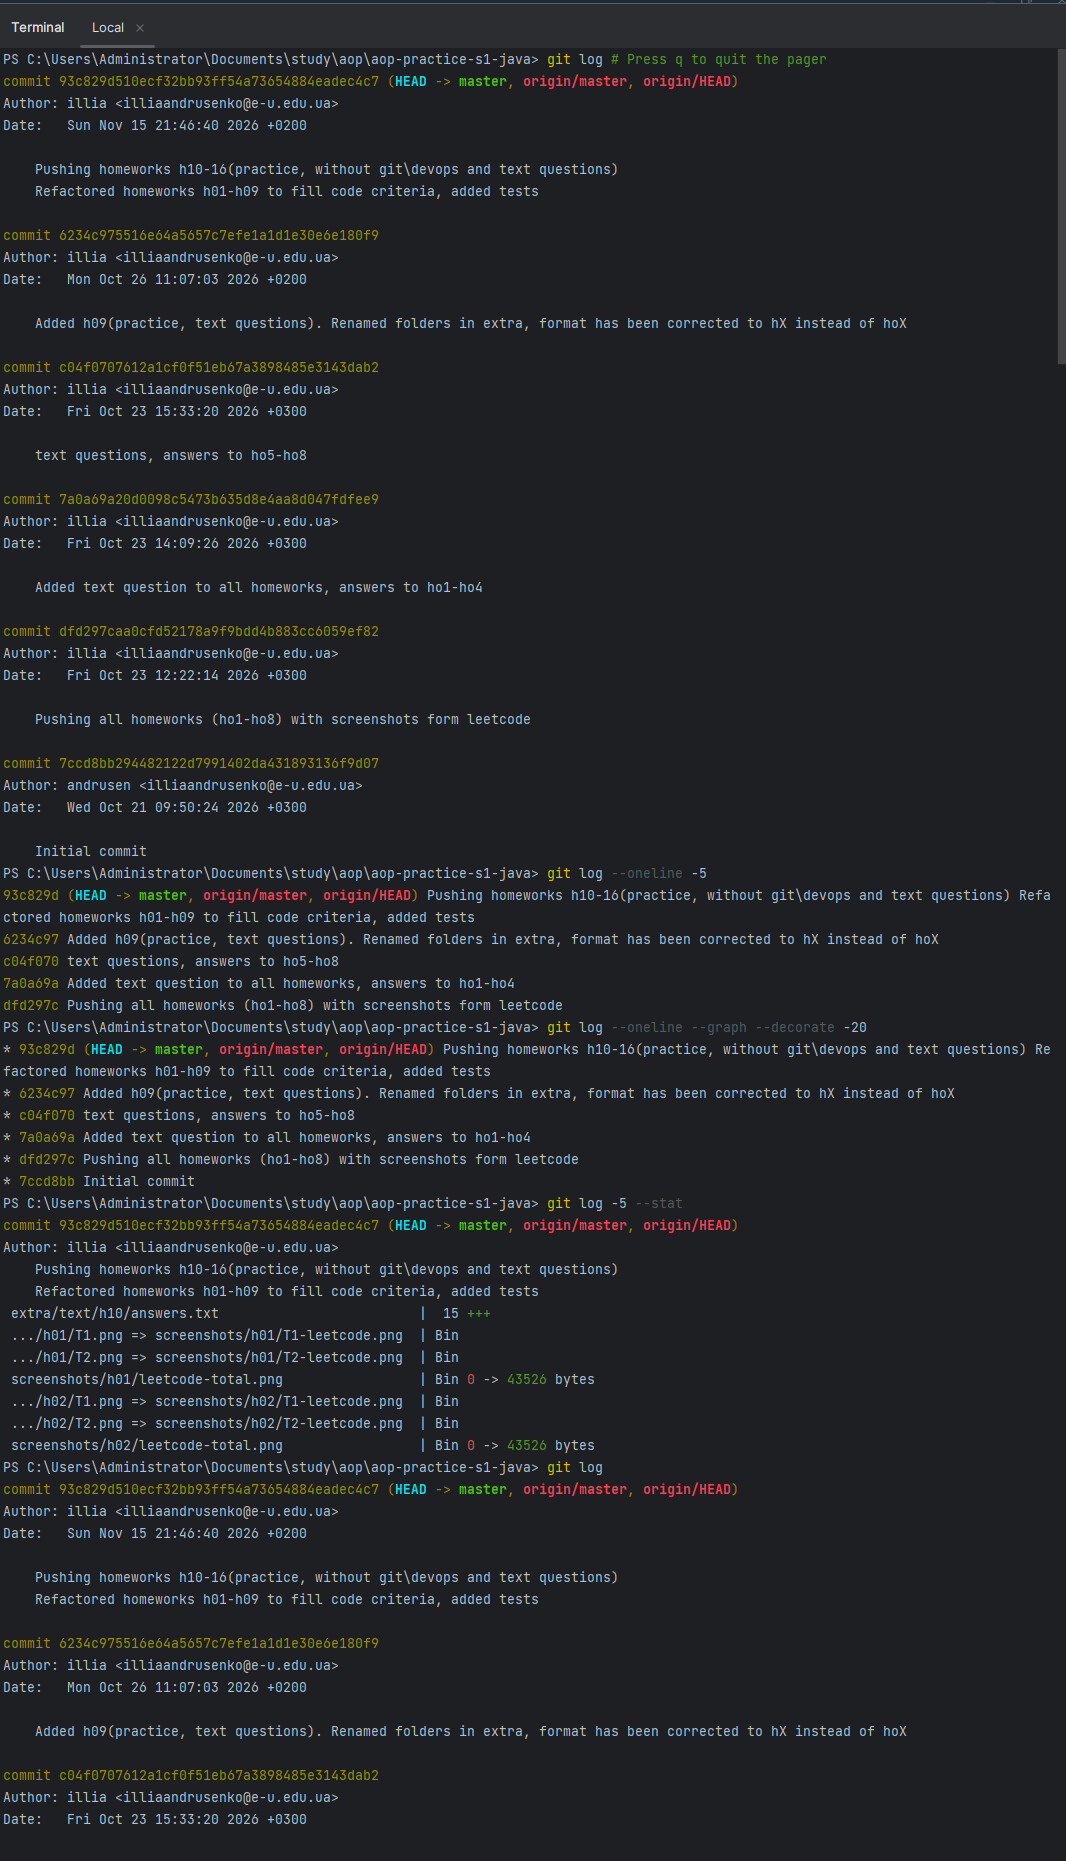 Terminal Local ×
PS C:\Users\Administrator\Documents\study\aop\aop-practice-s1-java> git log # Press q to quit the pager
commit 93c829d510ecf32bb93ff54a73654884eadec4c7 (HEAD -> master, origin/master, origin/HEAD)
Author: illia <illiaandrusenko@e-u.edu.ua>
Date:   Sun Nov 15 21:46:40 2026 +0200
    Pushing homeworks h10-16(practice, without git\devops and text questions)
    Refactored homeworks h01-h09 to fill code criteria, added tests
commit 6234c975516e64a5657c7efe1a1d1e30e6e180f9
Author: illia <illiaandrusenko@e-u.edu.ua>
Date:   Mon Oct 26 11:07:03 2026 +0200
    Added h09(practice, text questions). Renamed folders in extra, format has been corrected to hX instead of hoX
commit c04f0707612a1cf0f51eb67a3898485e3143dab2
Author: illia <illiaandrusenko@e-u.edu.ua>
Date:   Fri Oct 23 15:33:20 2026 +0300
    text questions, answers to ho5-ho8
commit 7a0a69a20d0098c5473b635d8e4aa8d047fdfee9
Author: illia <illiaandrusenko@e-u.edu.ua>
Date:   Fri Oct 23 14:09:26 2026 +0300
    Added text question to all homeworks, answers to ho1-ho4
commit dfd297caa0cfd52178a9f9bdd4b883cc6059ef82
Author: illia <illiaandrusenko@e-u.edu.ua>
Date:   Fri Oct 23 12:22:14 2026 +0300
    Pushing all homeworks (ho1-ho8) with screenshots form leetcode
commit 7ccd8bb294482122d7991402da431893136f9d07
Author: andrusen <illiaandrusenko@e-u.edu.ua>
Date:   Wed Oct 21 09:50:24 2026 +0300
    Initial commit
PS C:\Users\Administrator\Documents\study\aop\aop-practice-s1-java> git log --oneline -5
93c829d (HEAD -> master, origin/master, origin/HEAD) Pushing homeworks h10-16(practice, without git\devops and text questions) Refa
ctored homeworks h01-h09 to fill code criteria, added tests
6234c97 Added h09(practice, text questions). Renamed folders in extra, format has been corrected to hX instead of hoX
c04f070 text questions, answers to ho5-ho8
7a0a69a Added text question to all homeworks, answers to ho1-ho4
dfd297c Pushing all homeworks (ho1-ho8) with screenshots form leetcode
PS C:\Users\Administrator\Documents\study\aop\aop-practice-s1-java> git log --oneline --graph --decorate -20
* 93c829d (HEAD -> master, origin/master, origin/HEAD) Pushing homeworks h10-16(practice, without git\devops and text questions) Re
factored homeworks h01-h09 to fill code criteria, added tests
* 6234c97 Added h09(practice, text questions). Renamed folders in extra, format has been corrected to hX instead of hoX
* c04f070 text questions, answers to ho5-ho8
* 7a0a69a Added text question to all homeworks, answers to ho1-ho4
* dfd297c Pushing all homeworks (ho1-ho8) with screenshots form leetcode
* 7ccd8bb Initial commit
PS C:\Users\Administrator\Documents\study\aop\aop-practice-s1-java> git log -5 --stat
commit 93c829d510ecf32bb93ff54a73654884eadec4c7 (HEAD -> master, origin/master, origin/HEAD)
Author: illia <illiaandrusenko@e-u.edu.ua>
    Pushing homeworks h10-16(practice, without git\devops and text questions)
    Refactored homeworks h01-h09 to fill code criteria, added tests
 extra/text/h10/answers.txt                         |  15 +++
 .../h01/T1.png => screenshots/h01/T1-leetcode.png  | Bin
 .../h01/T2.png => screenshots/h01/T2-leetcode.png  | Bin
 screenshots/h01/leetcode-total.png                 | Bin 0 -> 43526 bytes
 .../h02/T1.png => screenshots/h02/T1-leetcode.png  | Bin
 .../h02/T2.png => screenshots/h02/T2-leetcode.png  | Bin
 screenshots/h02/leetcode-total.png                 | Bin 0 -> 43526 bytes
PS C:\Users\Administrator\Documents\study\aop\aop-practice-s1-java> git log
commit 93c829d510ecf32bb93ff54a73654884eadec4c7 (HEAD -> master, origin/master, origin/HEAD)
Author: illia <illiaandrusenko@e-u.edu.ua>
Date:   Sun Nov 15 21:46:40 2026 +0200
    Pushing homeworks h10-16(practice, without git\devops and text questions)
    Refactored homeworks h01-h09 to fill code criteria, added tests
commit 6234c975516e64a5657c7efe1a1d1e30e6e180f9
Author: illia <illiaandrusenko@e-u.edu.ua>
Date:   Mon Oct 26 11:07:03 2026 +0200
    Added h09(practice, text questions). Renamed folders in extra, format has been corrected to hX instead of hoX
commit c04f0707612a1cf0f51eb67a3898485e3143dab2
Author: illia <illiaandrusenko@e-u.edu.ua>
Date:   Fri Oct 23 15:33:20 2026 +0300